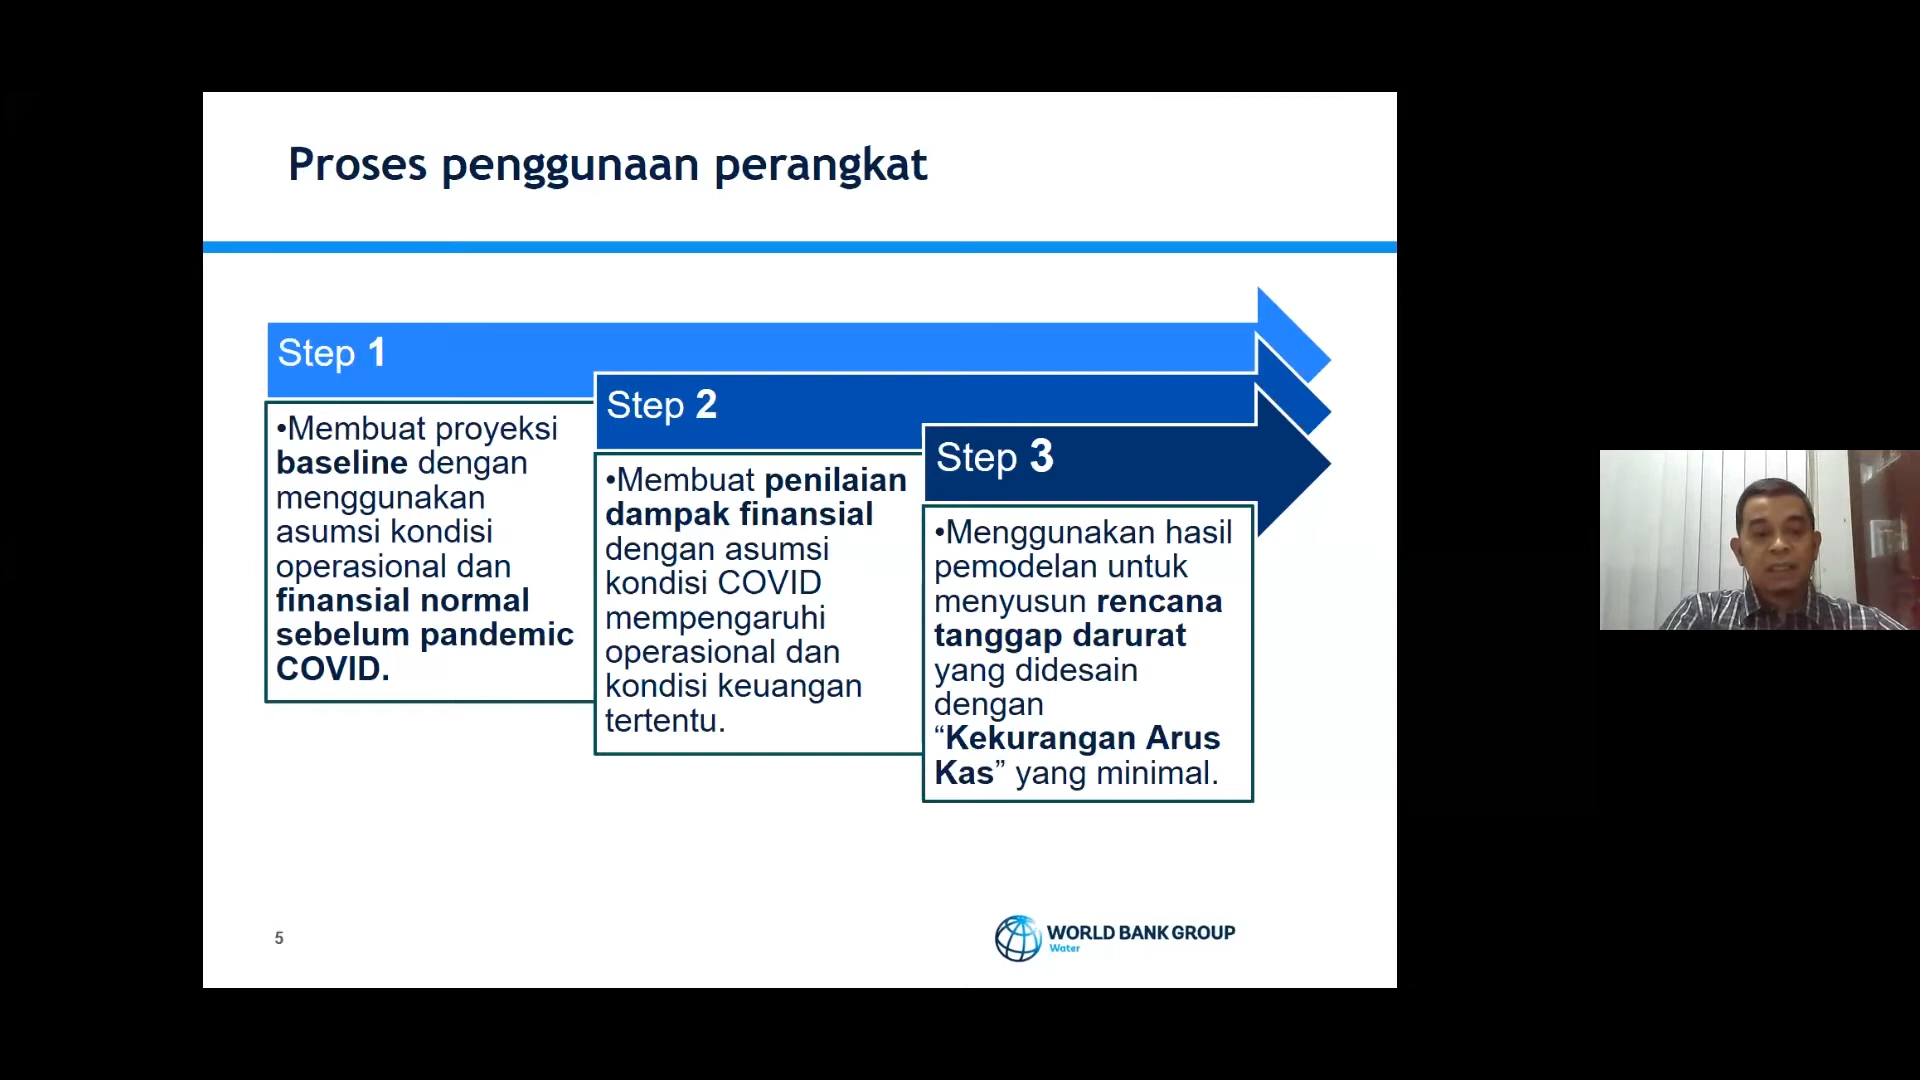 Proses penggunaan perangkat
Step 1
•Membuat proyeksi
baseline dengan
menggunakan
asumsi kondisi
operasional dan
finansial normal
sebelum pandemic
COVID.
Step 2
•Membuat penilaian
dampak finansial
dengan asumsi
kondisi COVID
mempengaruhi
operasional dan
kondisi keuangan
tertentu.
Step 3
•Menggunakan hasil
pemodelan untuk
menyusun rencana
tanggap darurat
yang didesain
dengan
“Kekurangan Arus
Kas” yang minimal.
5
WORLD BANK GROUP
Water